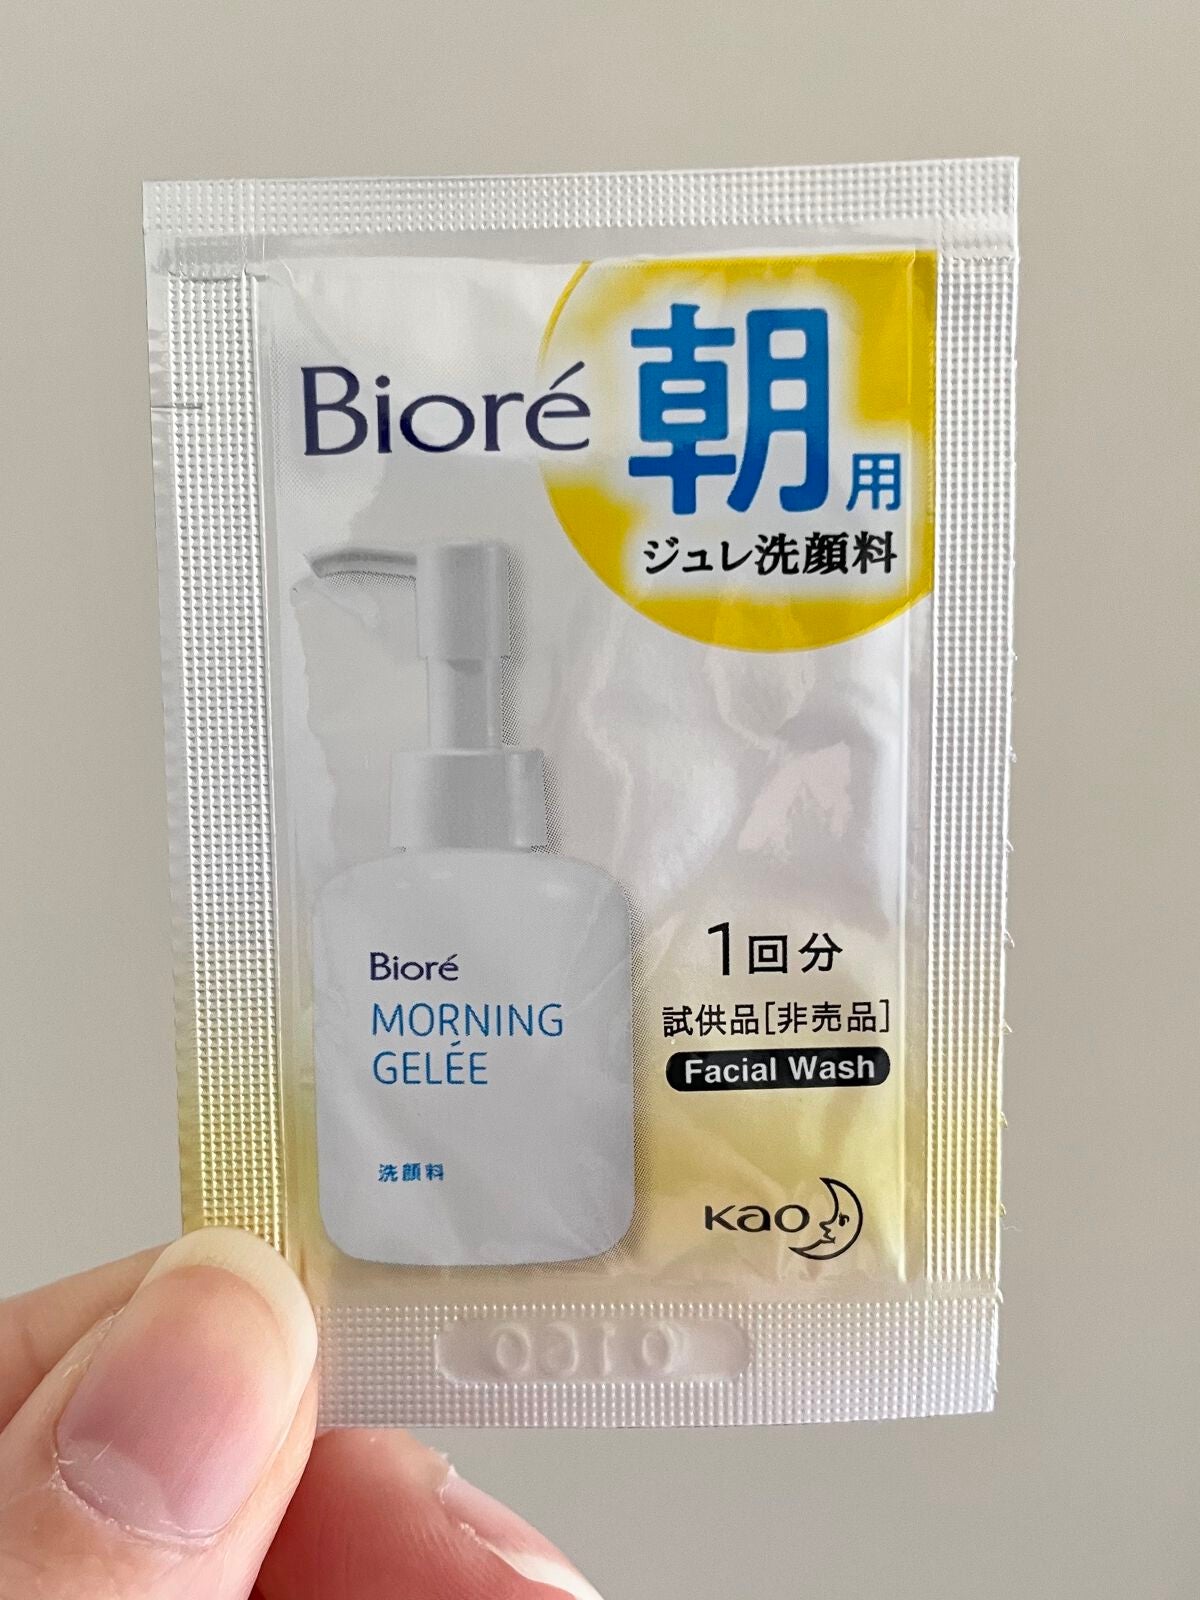 Bioré
朝用
ジュレ洗顔料
Bioré
MORNING
GELÉE
洗顔料
1回分
試供品[非売品]
Facial Wash
Kao